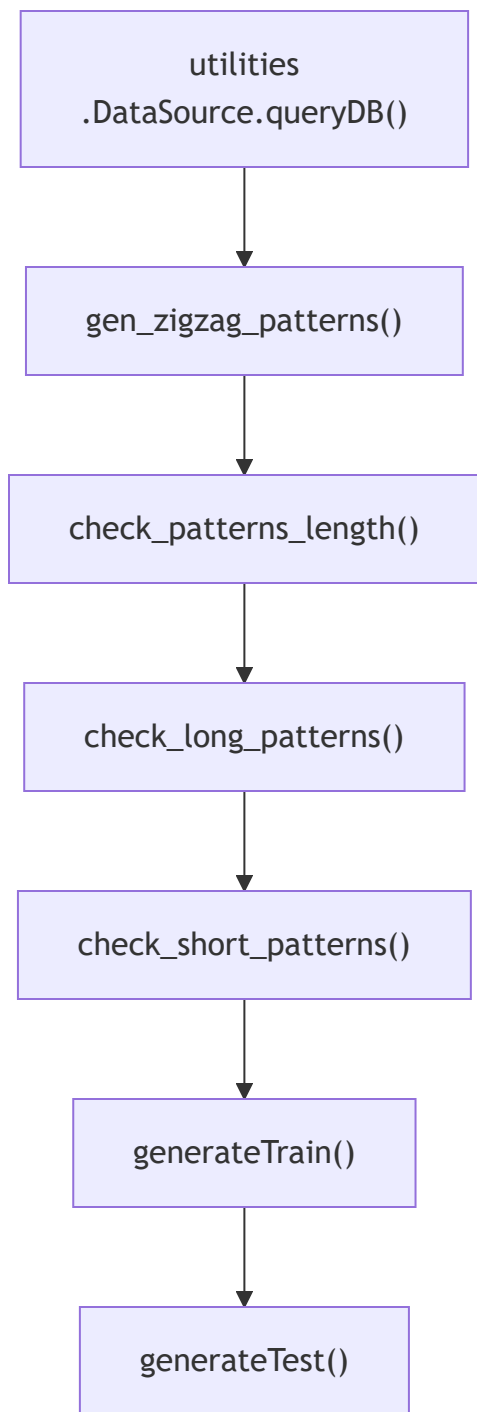 utilities
.DataSource.queryDB()
gen_zigzag_patterns()
check_patterns_length()
check_long_patterns()
check_short_patterns()
generateTrain()
generateTest()